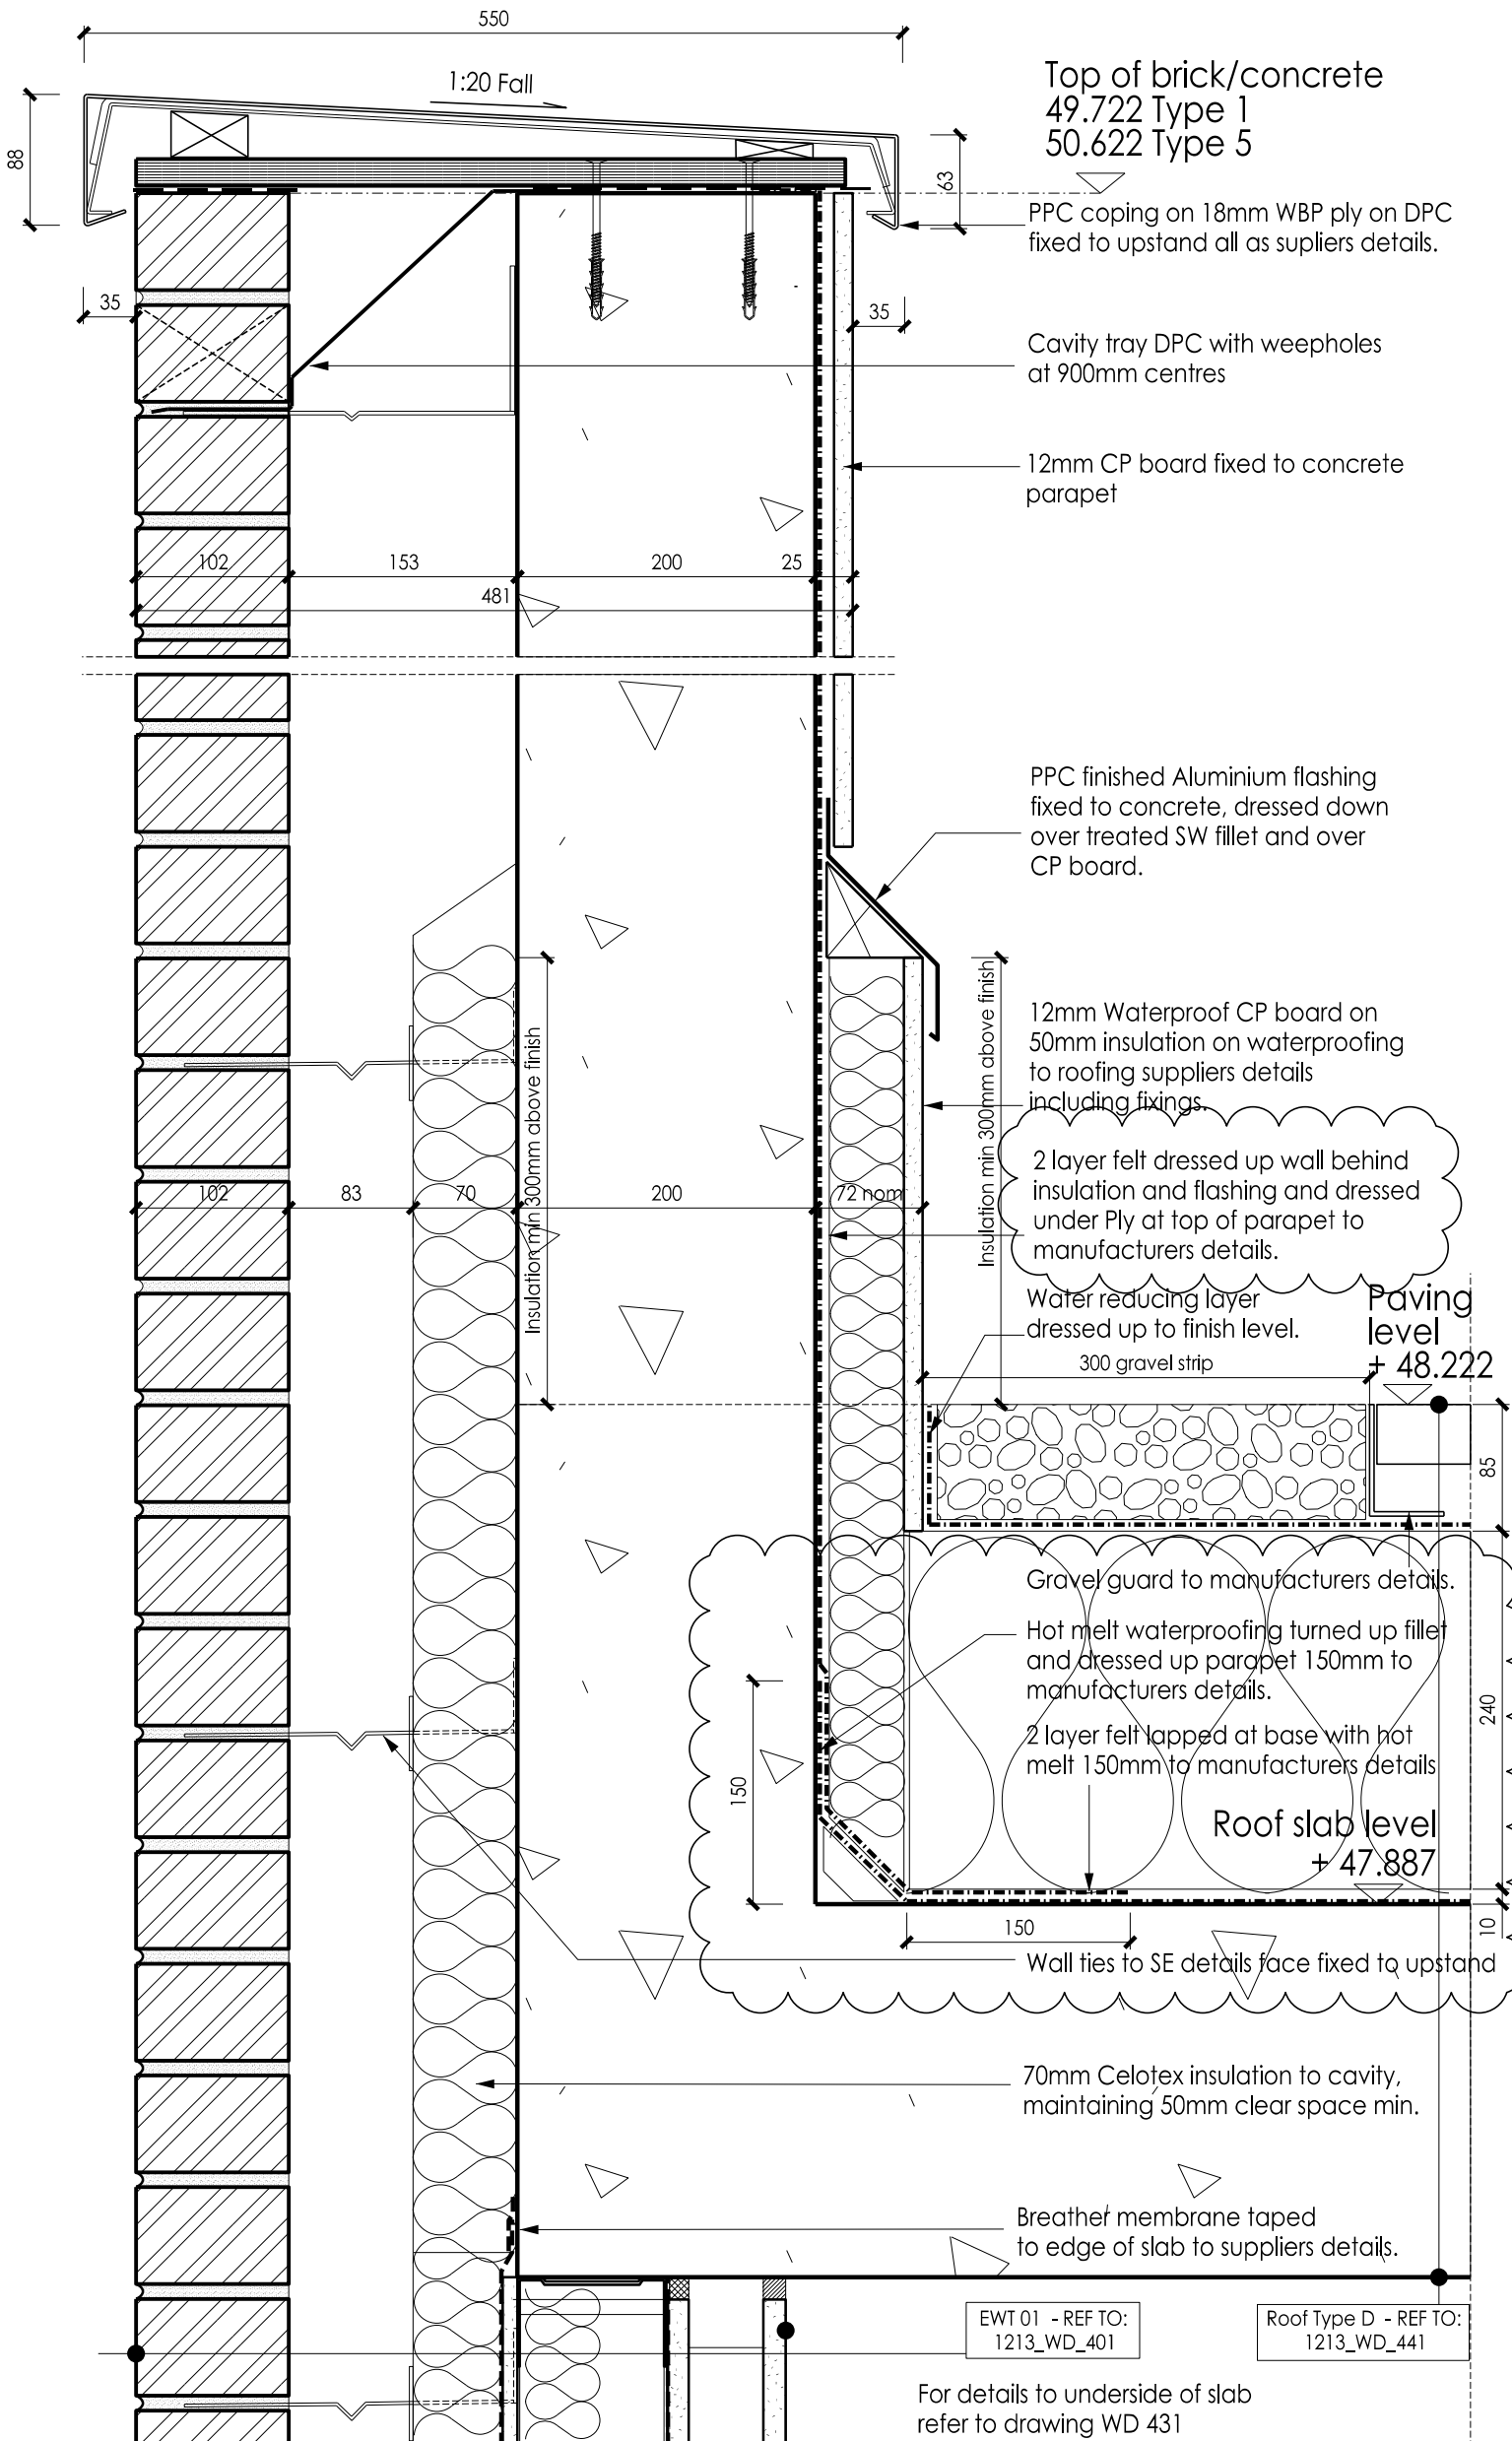 550
1:20 Fall
88
63
Top of brick/concrete
49.722 Type 1
50.622 Type 5
PPC coping on 18mm WBP ply on DPC
fixed to upstand all as supliers details.
35
35
Cavity tray DPC with weepholes
at 900mm centres
12mm CP board fixed to concrete
parapet
102
153
200
25
481
PPC finished Aluminium flashing
fixed to concrete, dressed down
over treated SW fillet and over
CP board.
Insulation min 300mm above finish
Insulation min 300mm above finish
12mm Waterproof CP board on
50mm insulation on waterproofing
to roofing suppliers details
including fixings.
102
83
70
200
72 nom
2 layer felt dressed up wall behind
insulation and flashing and dressed
under Ply at top of parapet to
manufacturers details.
Water reducing layer
dressed up to finish level.
Paving
level
+ 48.222
300 gravel strip
85
Gravel guard to manufacturers details.
Hot melt waterproofing turned up fillet
and dressed up parapet 150mm to
manufacturers details.
240
2 layer felt lapped at base with hot
melt 150mm to manufacturers details
150
Roof slab level
+ 47.887
150
10
Wall ties to SE details face fixed to upstand
70mm Celotex insulation to cavity,
maintaining 50mm clear space min.
Breather membrane taped
to edge of slab to suppliers details.
EWT 01 - REF TO:
1213_WD_401
Roof Type D - REF TO:
1213_WD_441
For details to underside of slab
refer to drawing WD 431